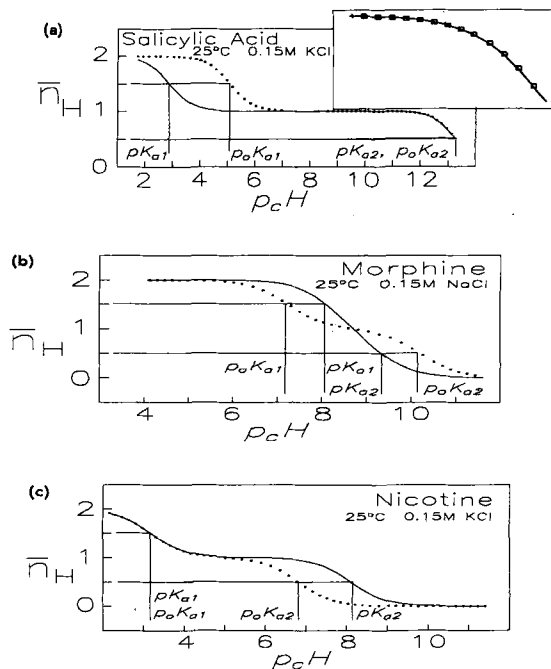 (a)
Salicylic Acid
25°C 0.15M KCl
n̅H
2
1
0
pKa1
poKa1
pKa2, poKa2
2 4 6 8 10 12
pcH
(b)
Morphine
25°C 0.15M NaCl
n̅H
2
1
0
poKa1
pKa1
poKa2
pKa2
4 6 8 10
pcH
(c)
Nicotine
25°C 0.15M KCl
n̅H
2
1
0
pKa1
poKa1
poKa2
pKa2
4 6 8 10
pcH